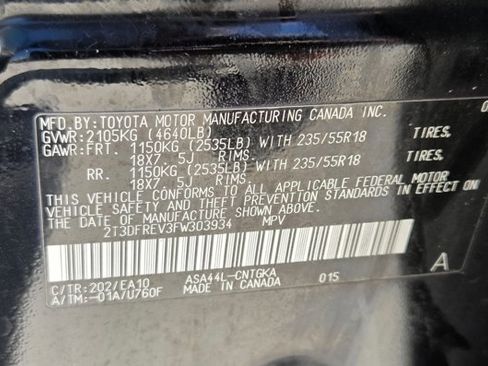 MFD.BY:TOYOTA MOTOR MANUFACTURING CANADA INC. 0
GVWR:2105KG (4640LB)
GAWR:FRT. 1150KG (2535LB) WITH 235/55R18 TIRES,
18X7. 5J RIMS.
RR. 1150KG (2535LB) WITH 235/55R18 TIRES,
18X7. 5J RIMS.
THIS VEHICLE CONFORMS TO ALL APPLICABLE FEDERAL MOTOR
VEHICLE SAFETY AND THEFT PREVENTION STANDARDS IN EFFECT ON
THE DATE OF MANUFACTURE SHOWN ABOVE.
2T3DFREV3FW303934 MPV
C/TR:202/EA10 ASA44L-CNTGKA A
A/TM:-01A/U760F MADE IN CANADA 015